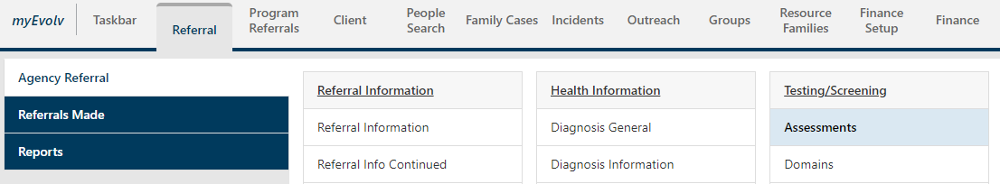 myEvolv
Taskbar
Referral
Program
Referrals
Client
People
Search
Family Cases
Incidents
Outreach
Groups
Resource
Families
Finance
Setup
Finance
Agency Referral
Referrals Made
Reports
Referral Information
Referral Information
Referral Info Continued
Health Information
Diagnosis General
Diagnosis Information
Testing/Screening
Assessments
Domains